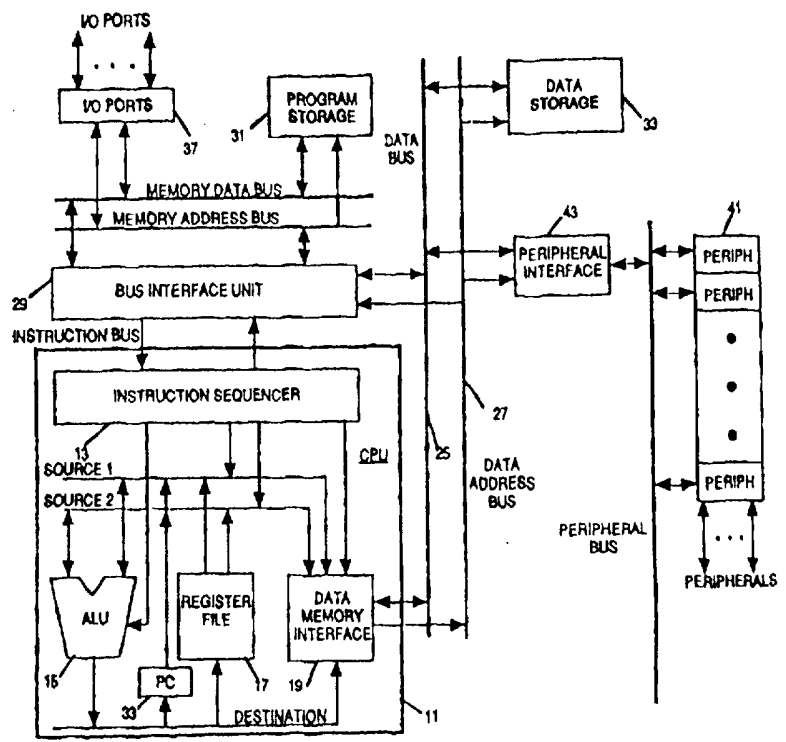 I/O PORTS
I/O PORTS
37
PROGRAM
STORAGE
31
DATA
BUS
DATA
STORAGE
33
MEMORY DATA BUS
MEMORY ADDRESS BUS
43
PERIPHERAL
INTERFACE
41
PERIPH
PERIPH
PERIPH
BUS INTERFACE UNIT
29
INSTRUCTION BUS
INSTRUCTION SEQUENCER
13
CPU
25
27
SOURCE 1
SOURCE 2
DATA
ADDRESS
BUS
PERIPHERAL
BUS
PERIPHERALS
ALU
15
REGISTER
FILE
17
DATA
MEMORY
INTERFACE
19
PC
33
DESTINATION
11